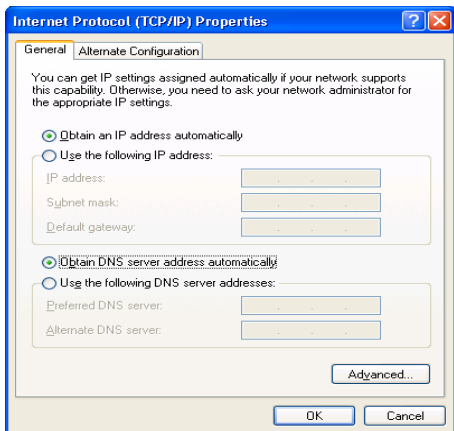 Internet Protocol (TCP/IP) Properties
General Alternate Configuration
You can get IP settings assigned automatically if your network supports
this capability. Otherwise, you need to ask your network administrator for
the appropriate IP settings.
Obtain an IP address automatically
Use the following IP address:
IP address:
Subnet mask:
Default gateway:
Obtain DNS server address automatically
Use the following DNS server addresses:
Preferred DNS server:
Alternate DNS server:
Advanced...
OK Cancel